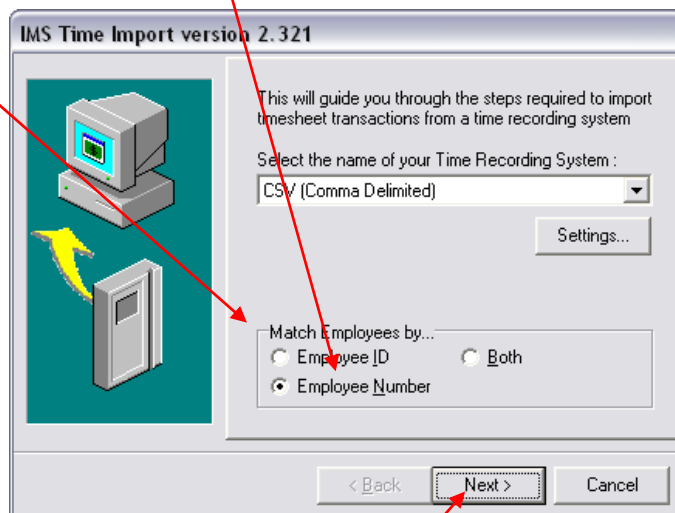 IMS Time Import version 2.321
This will guide you through the steps required to import
timesheet transactions from a time recording system
Select the name of your Time Recording System :
CSV (Comma Delimited)
Settings...
Match Employees by...
Employee ID
Both
Employee Number
< Back
Next >
Cancel